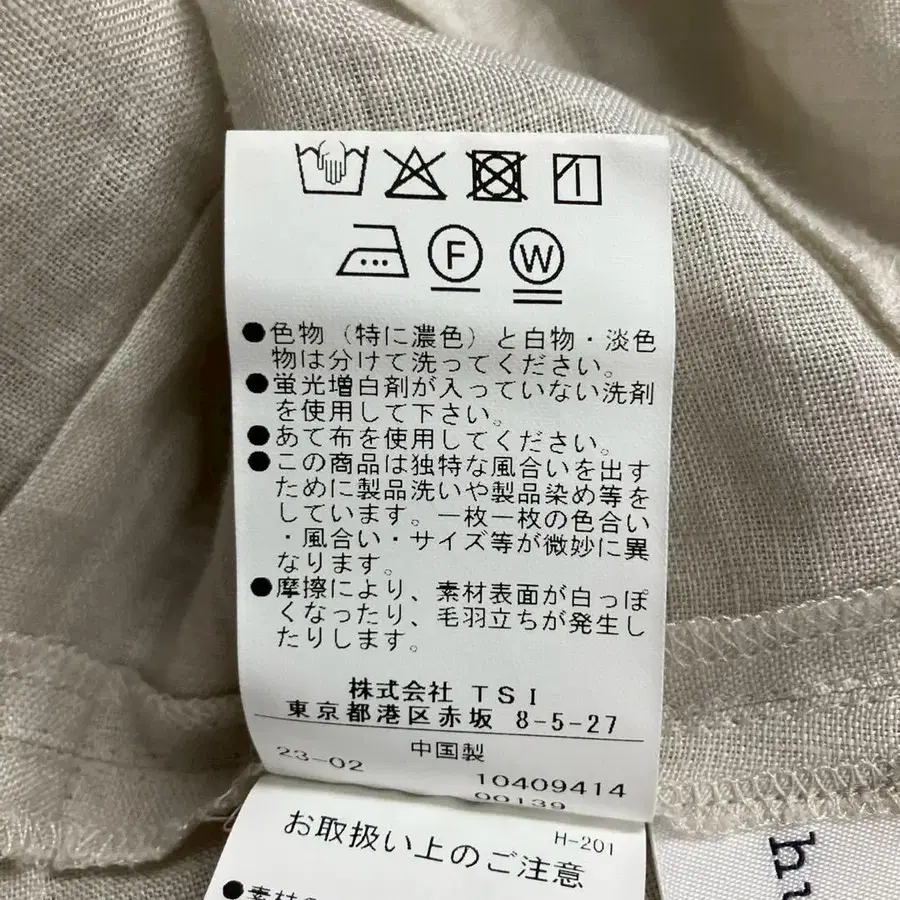 F W
●色物（特に濃色）と白物・淡色
物は分けて洗ってください。
●蛍光増白剤が入っていない洗剤
を使用して下さい。
●あて布を使用してください。
●この商品は独特な風合いを出す
ために製品洗いや製品染め等を
しています。一枚一枚の色合い
・風合い・サイズ等が微妙に異
なります。
●摩擦により、素材表面が白っぽ
くなったり、毛羽立ちが発生し
たりします。
株式会社 TSI
東京都港区赤坂 8-5-27
中国製
23-02 10409414
00139
H-201
お取扱い上のご注意